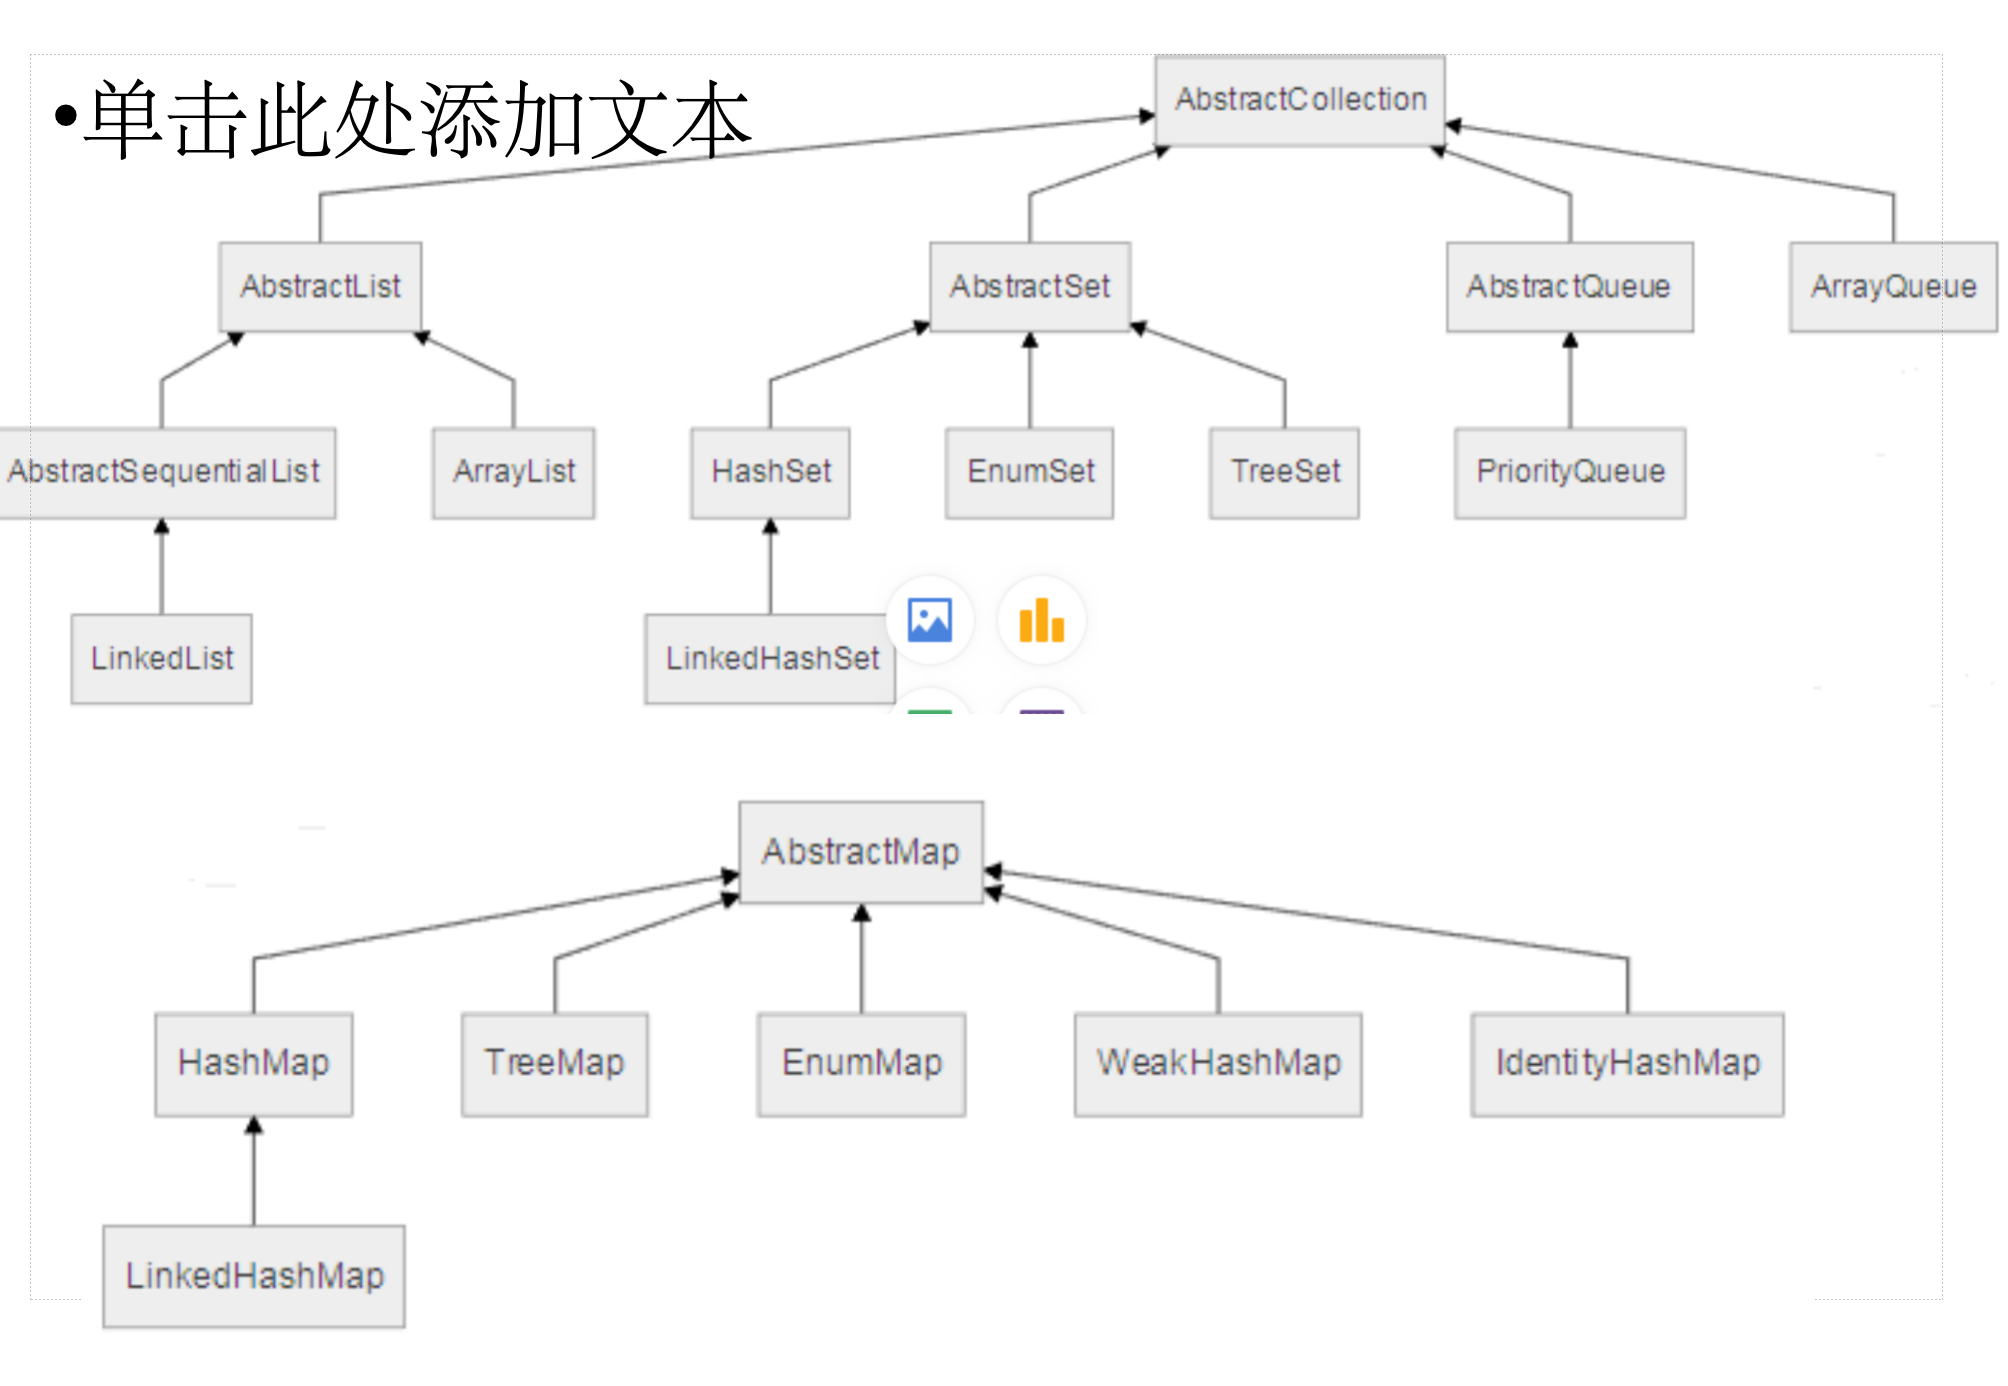 •单击此处添加文本
AbstractCollection
AbstractList
AbstractSet
AbstractQueue
ArrayQueue
AbstractSequentialList
ArrayList
HashSet
EnumSet
TreeSet
PriorityQueue
LinkedList
LinkedHashSet
AbstractMap
HashMap
TreeMap
EnumMap
WeakHashMap
IdentityHashMap
LinkedHashMap